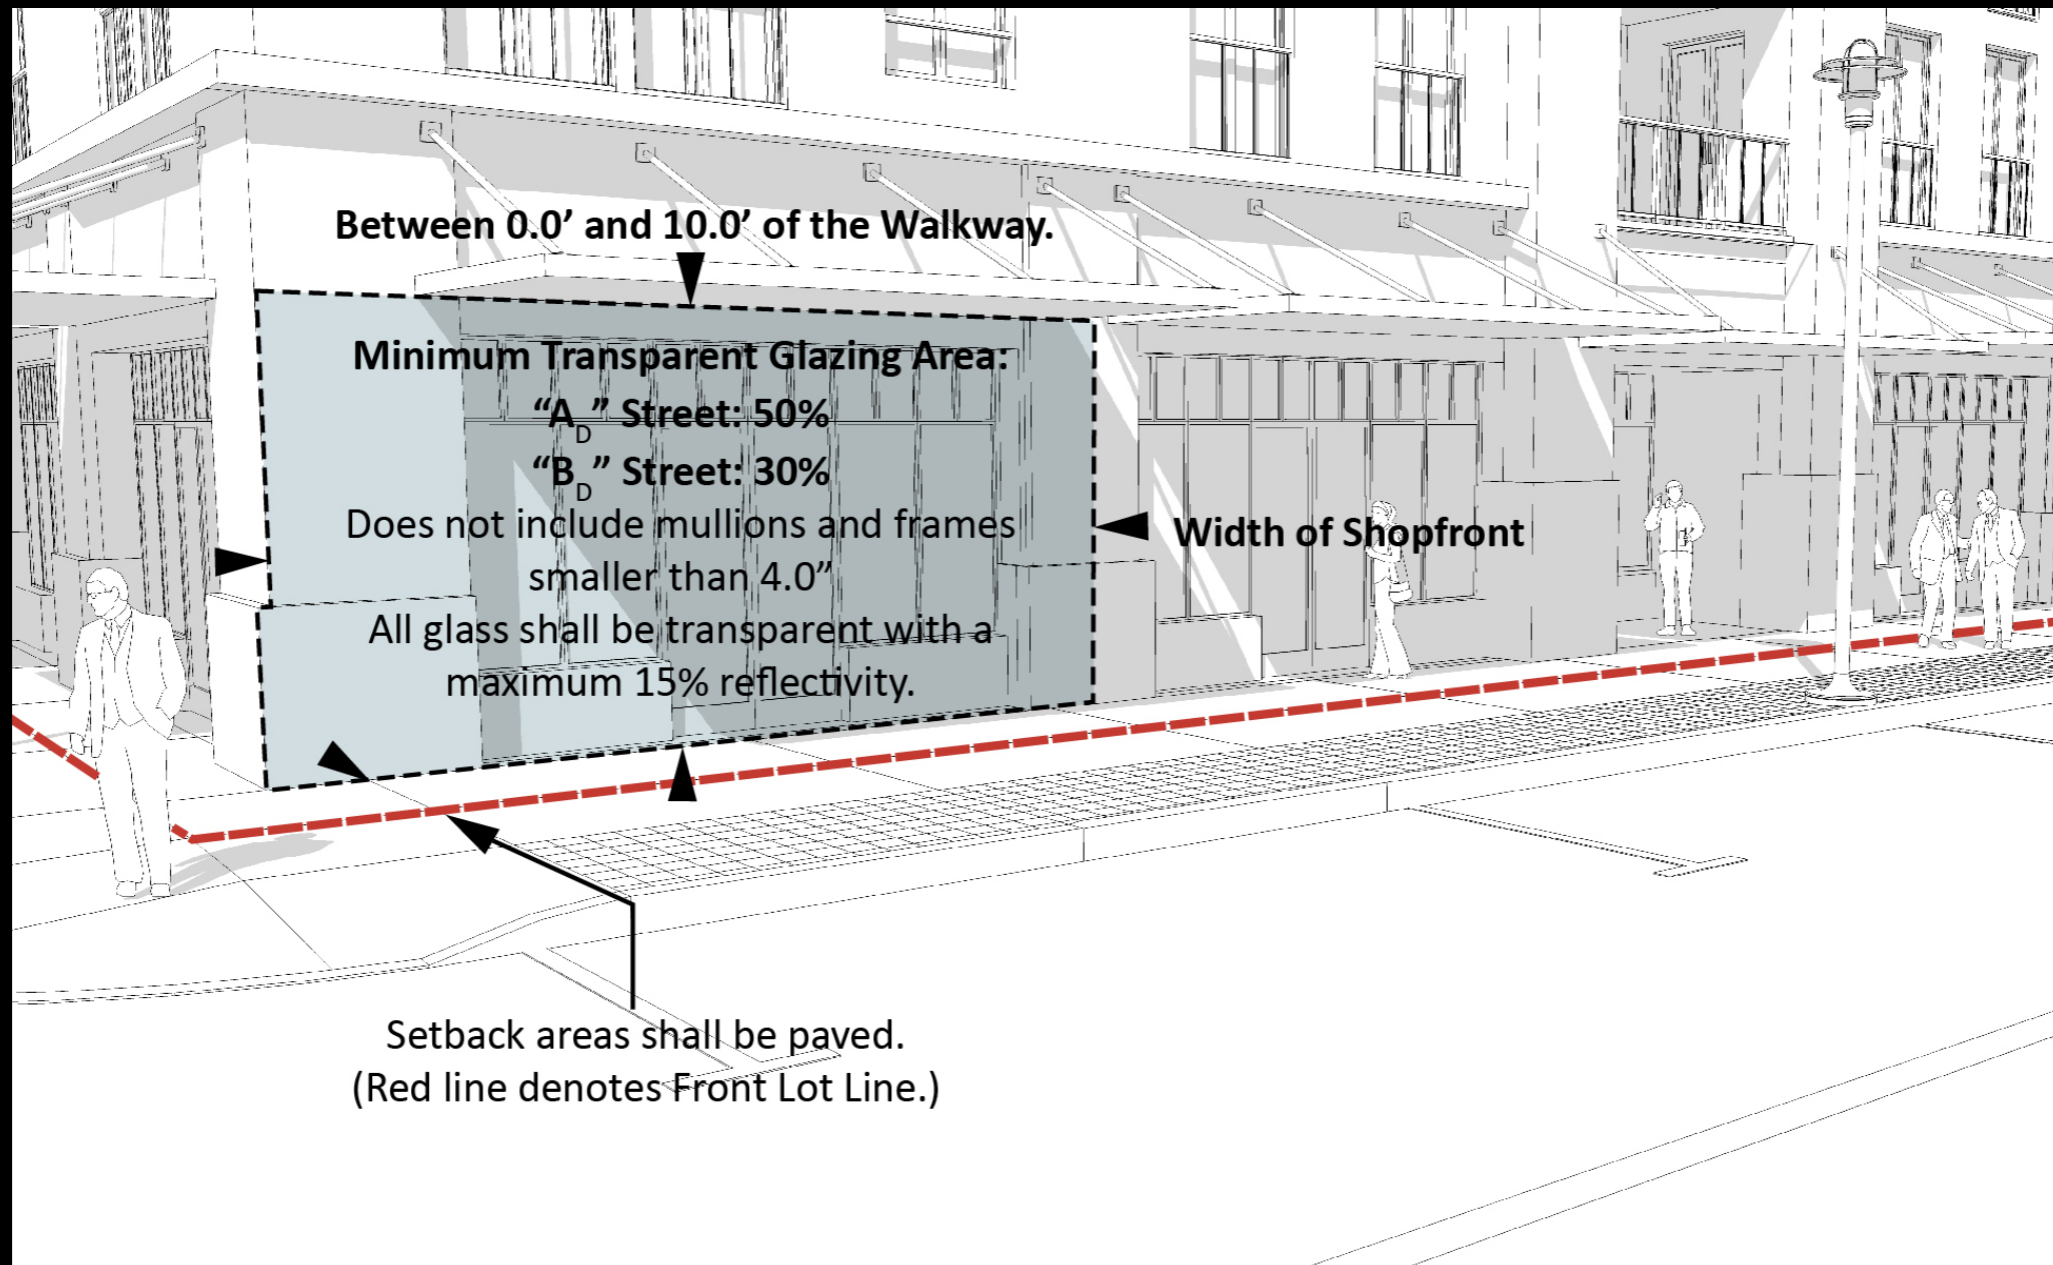 Between 0.0’ and 10.0’ of the Walkway.
Minimum Transparent Glazing Area:
“A_D” Street: 50%
“B_D” Street: 30%
Does not include mullions and frames
smaller than 4.0”
All glass shall be transparent with a
maximum 15% reflectivity.
Width of Shopfront
Setback areas shall be paved.
(Red line denotes Front Lot Line.)